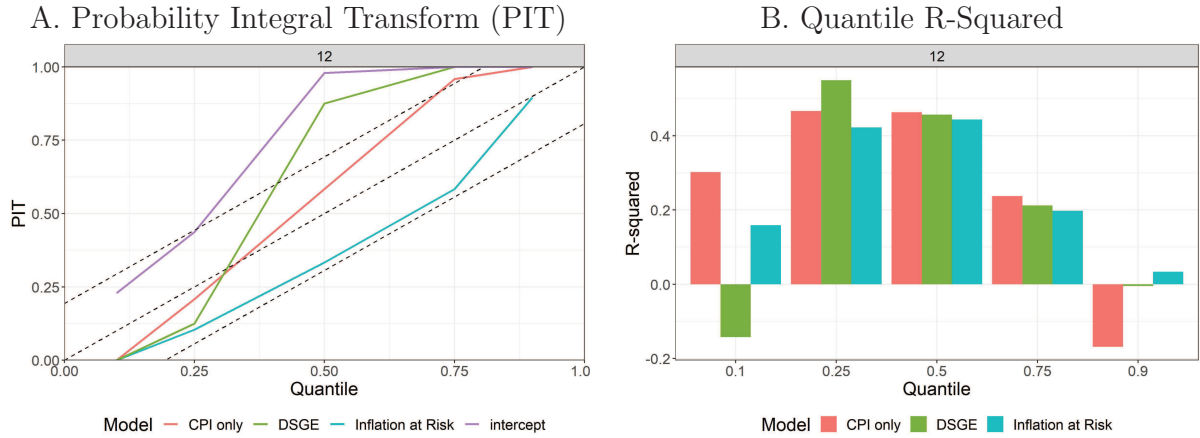 A. Probability Integral Transform (PIT)
12
1.00
0.75
0.50
0.25
0.00
PIT
0.00 0.25 0.50 0.75 1.0
Quantile
Model CPI only DSGE Inflation at Risk intercept
B. Quantile R-Squared
12
0.4
0.2
0.0
-0.2
R-squared
0.1 0.25 0.5 0.75 0.9
Quantile
Model CPI only DSGE Inflation at Risk